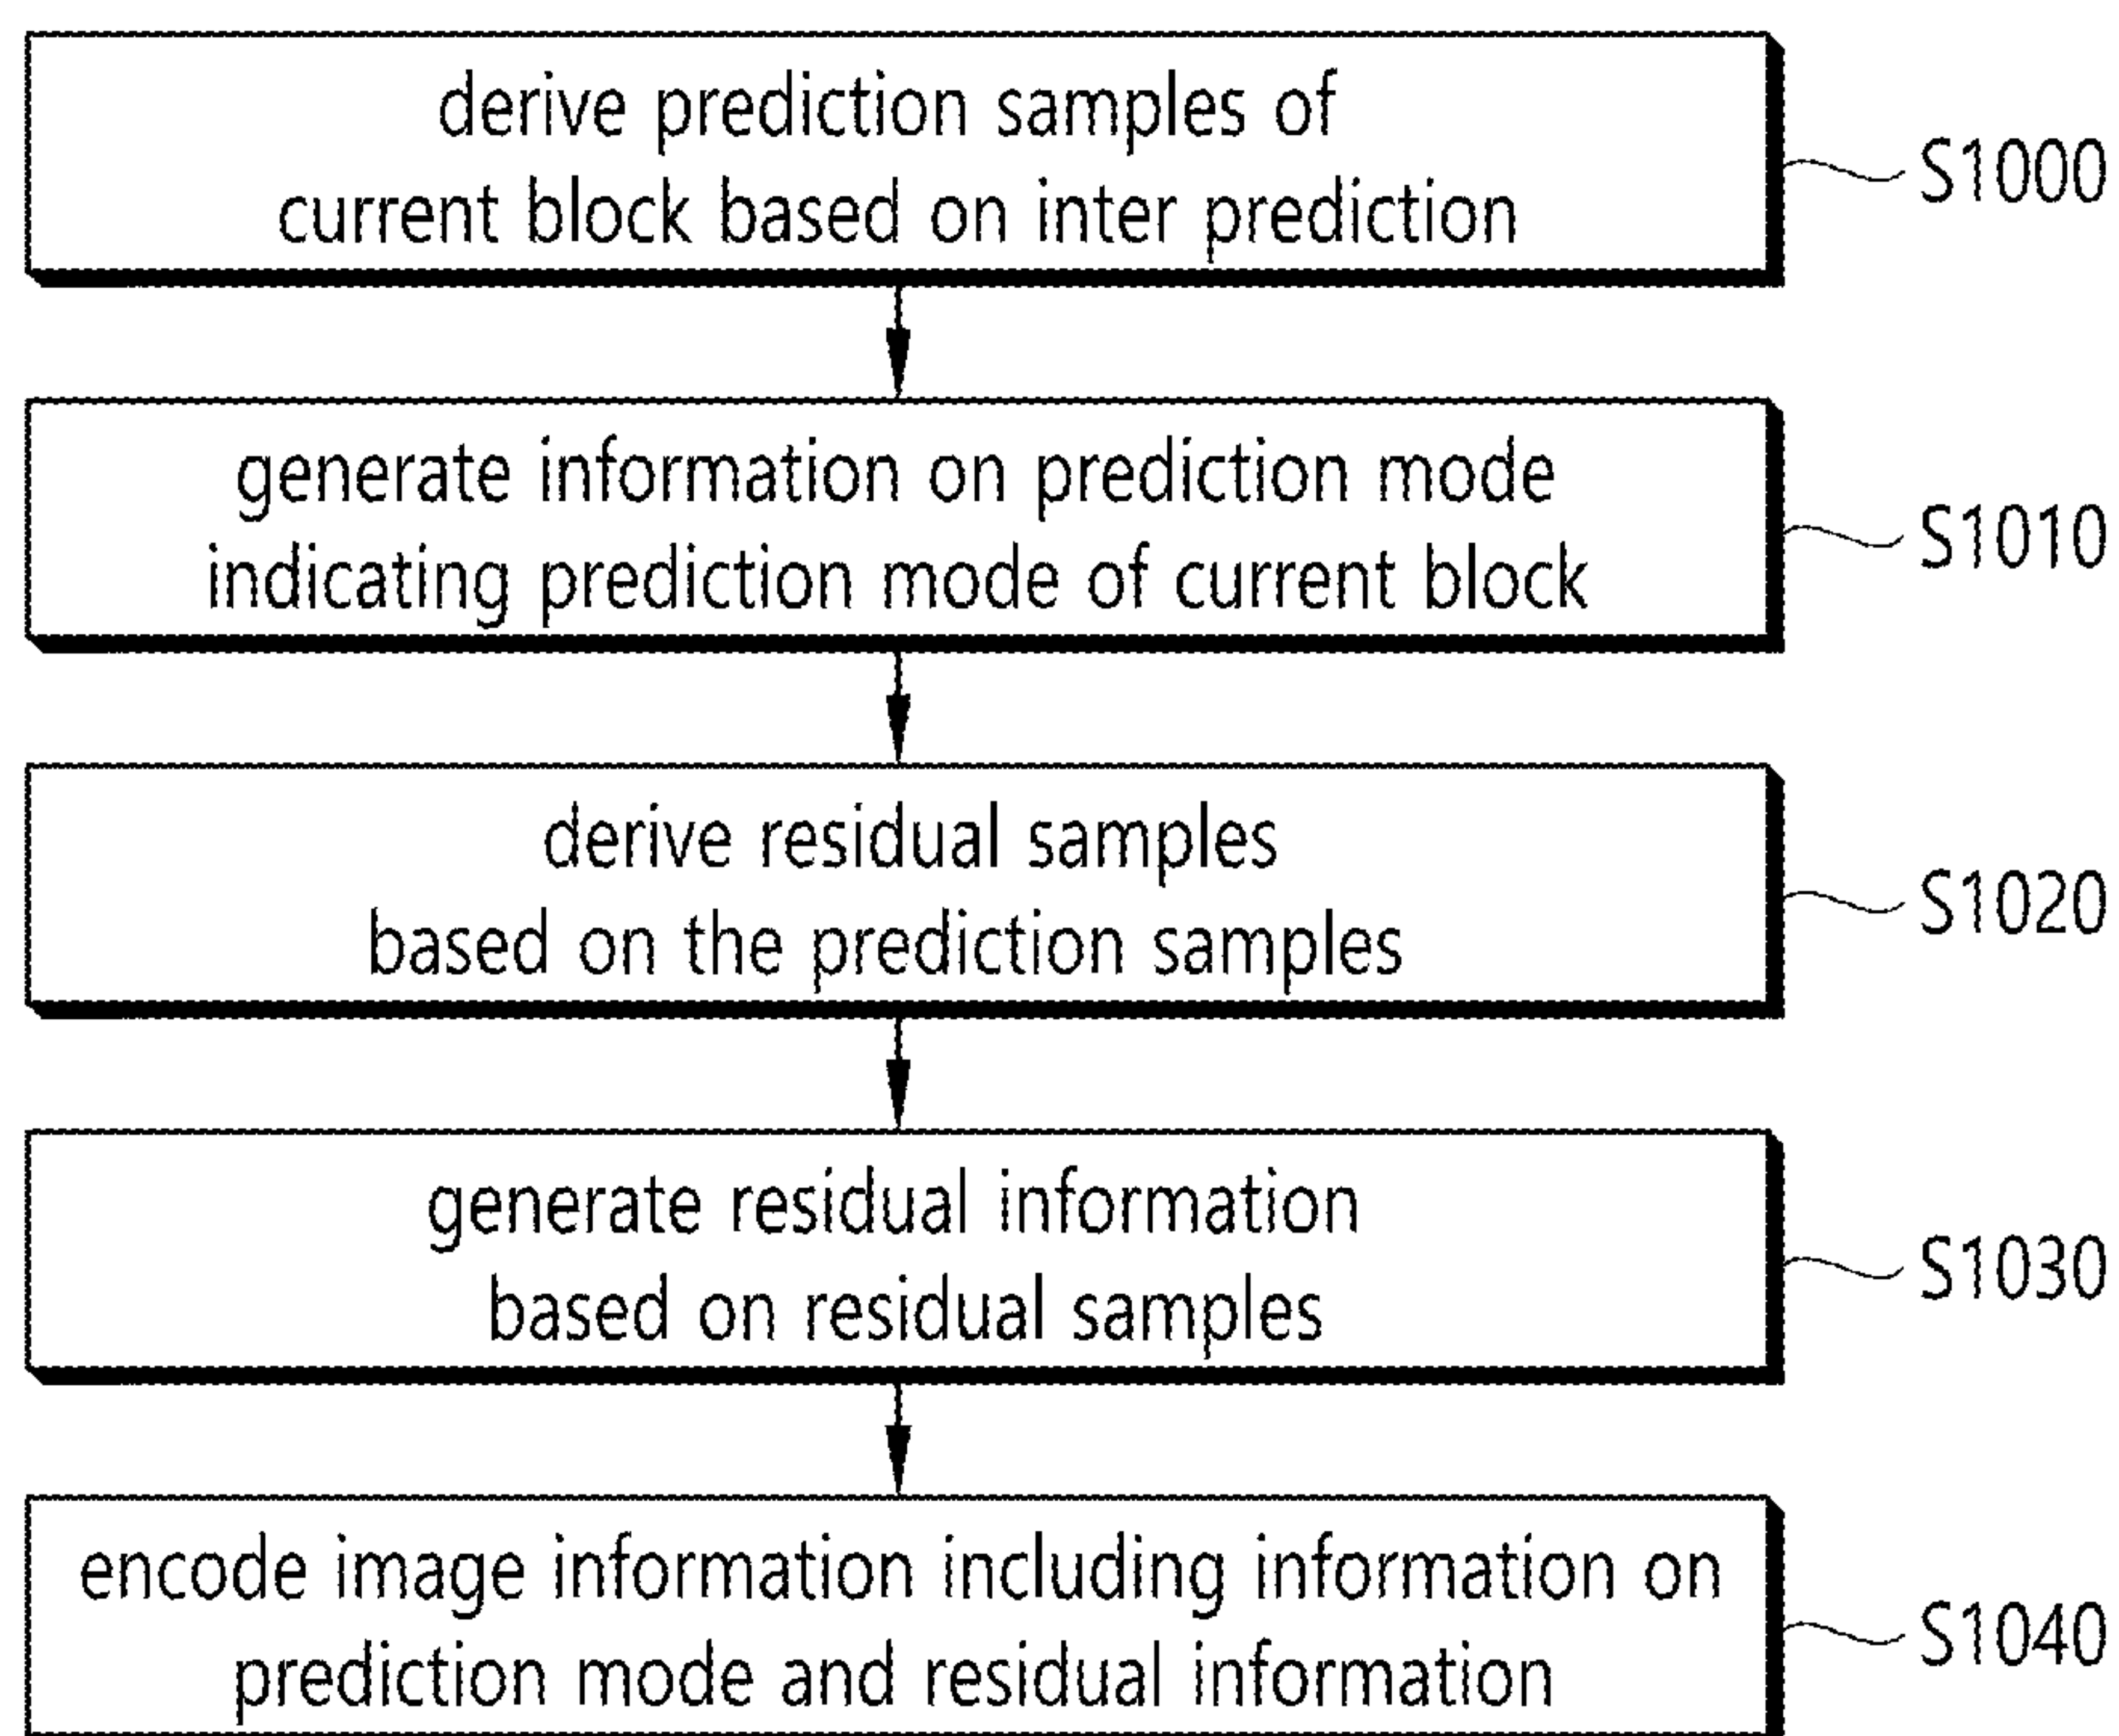 derive prediction samples of
current block based on inter prediction
S1000
generate information on prediction mode
indicating prediction mode of current block
S1010
derive residual samples
based on the prediction samples
S1020
generate residual information
based on residual samples
S1030
encode image information including information on
prediction mode and residual information
S1040